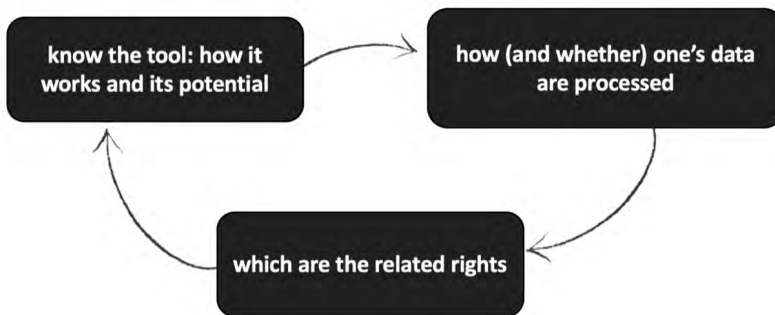 know the tool: how it
works and its potential
how (and whether) one's data
are processed
which are the related rights